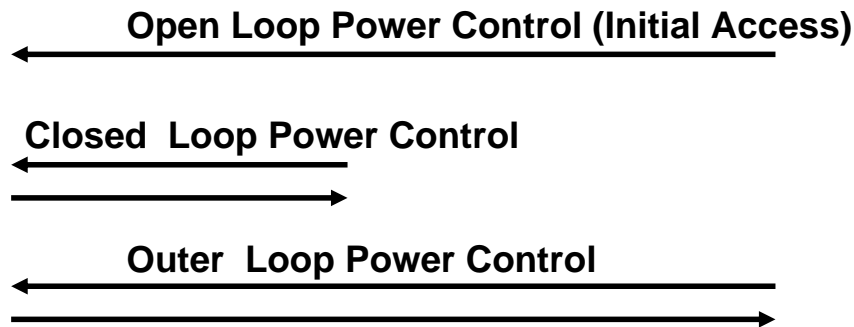 Open Loop Power Control (Initial Access)
Closed Loop Power Control
Outer Loop Power Control